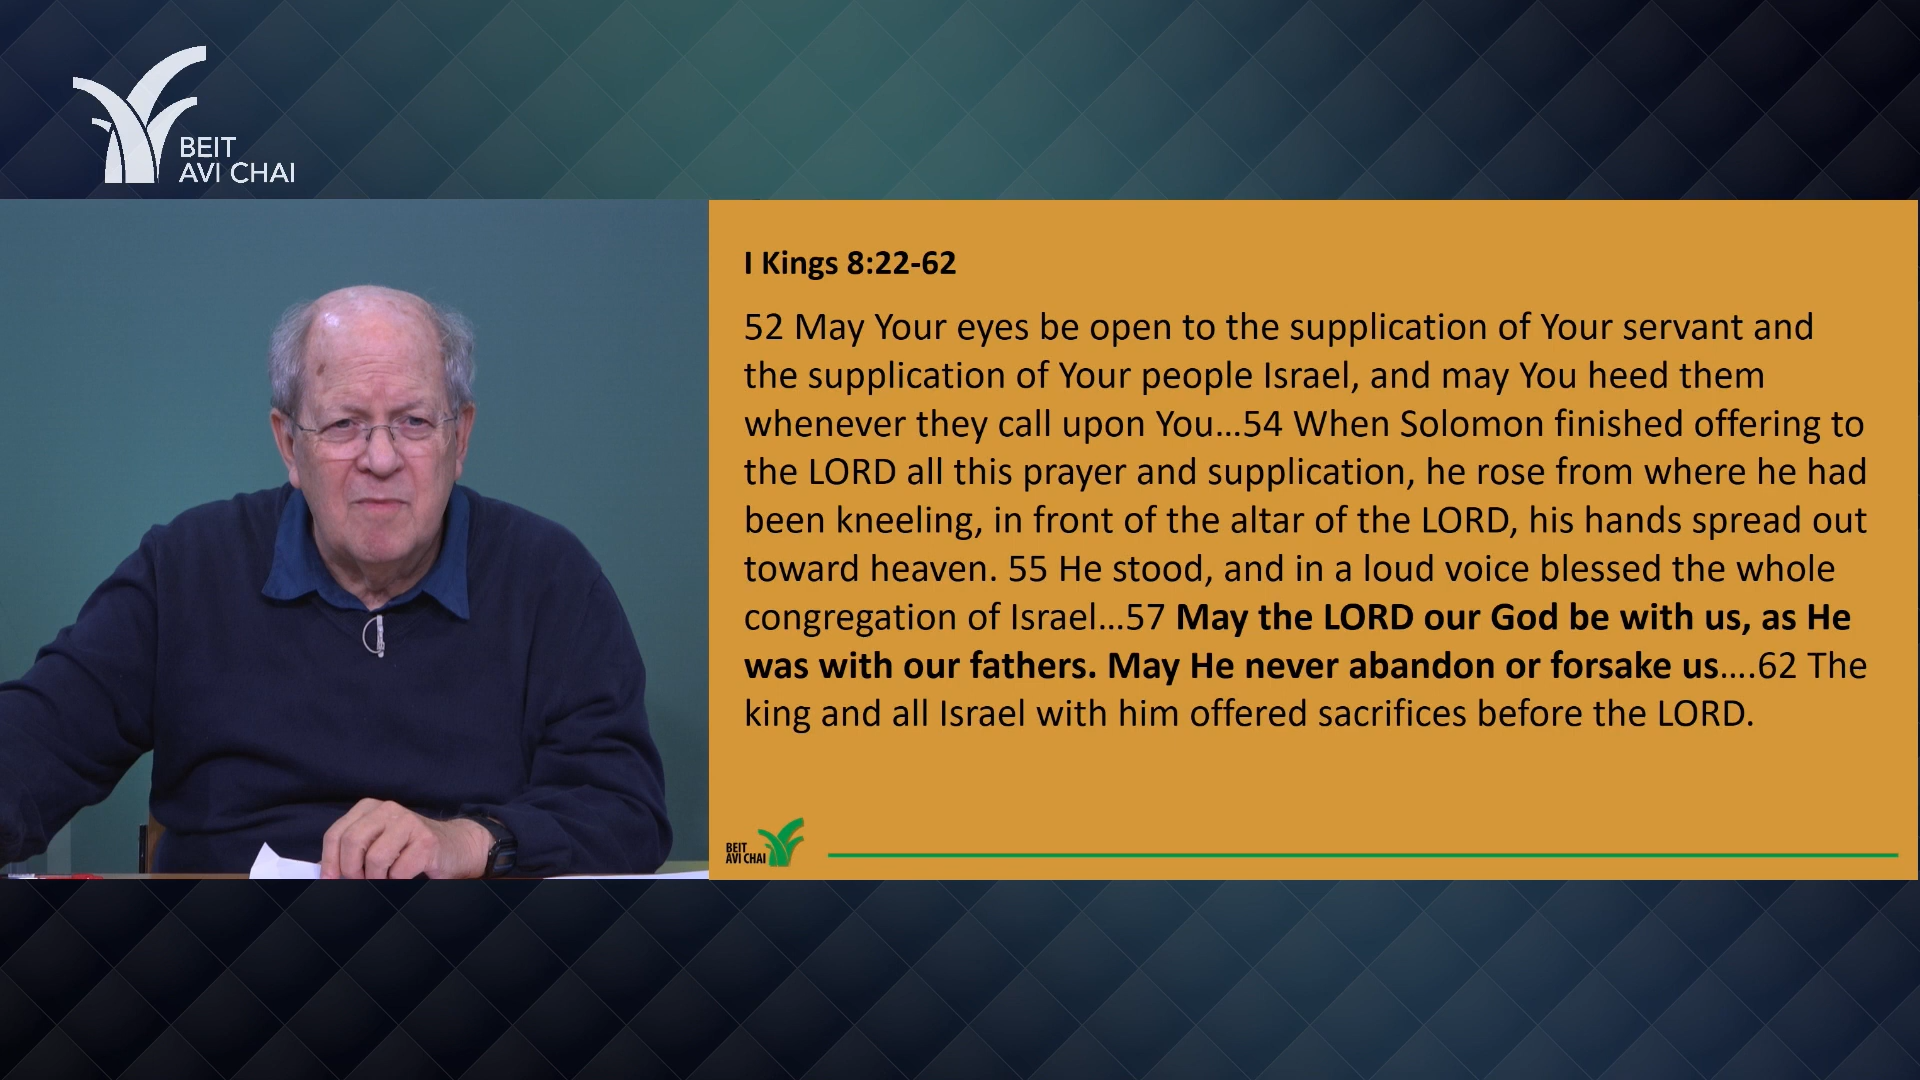 BEIT
AVI CHAI
I Kings 8:22-62
52 May Your eyes be open to the supplication of Your servant and
the supplication of Your people Israel, and may You heed them
whenever they call upon You…54 When Solomon finished offering to
the LORD all this prayer and supplication, he rose from where he had
been kneeling, in front of the altar of the LORD, his hands spread out
toward heaven. 55 He stood, and in a loud voice blessed the whole
congregation of Israel…57 May the LORD our God be with us, as He
was with our fathers. May He never abandon or forsake us….62 The
king and all Israel with him offered sacrifices before the LORD.
BEIT
AVI CHAI